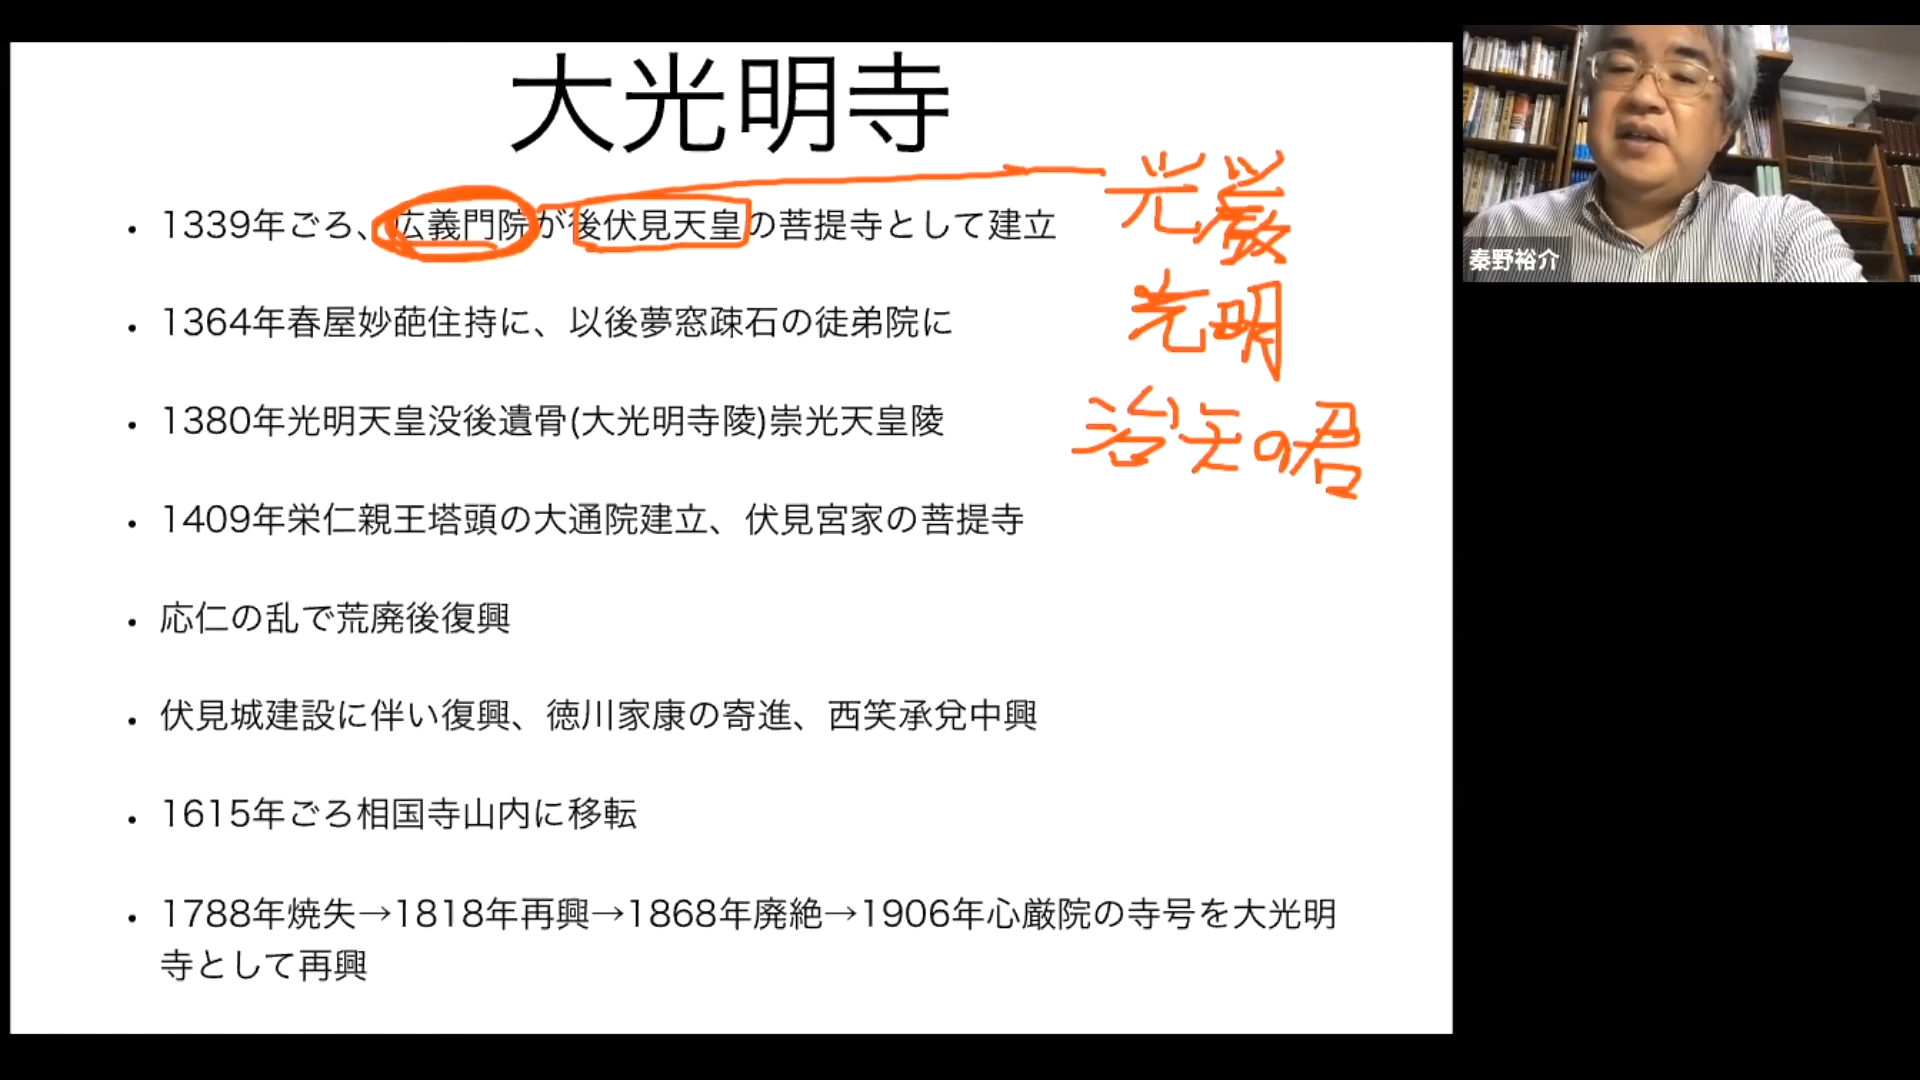 大光明寺
・1339年ごろ、広義門院が後伏見天皇の菩提寺として建立
・1364年春屋妙葩住持に、以後夢窓疎石の徒弟院に
・1380年光明天皇没後遺骨(大光明寺陵)崇光天皇陵
・1409年栄仁親王塔頭の大通院建立、伏見宮家の菩提寺
・応仁の乱で荒廃後復興
・伏見城建設に伴い復興、徳川家康の寄進、西笑承兌中興
・1615年ごろ相国寺山内に移転
・1788年焼失→1818年再興→1868年廃絶→1906年心厳院の寺号を大光明
寺として再興
光厳
光明
治天の君
秦野裕介